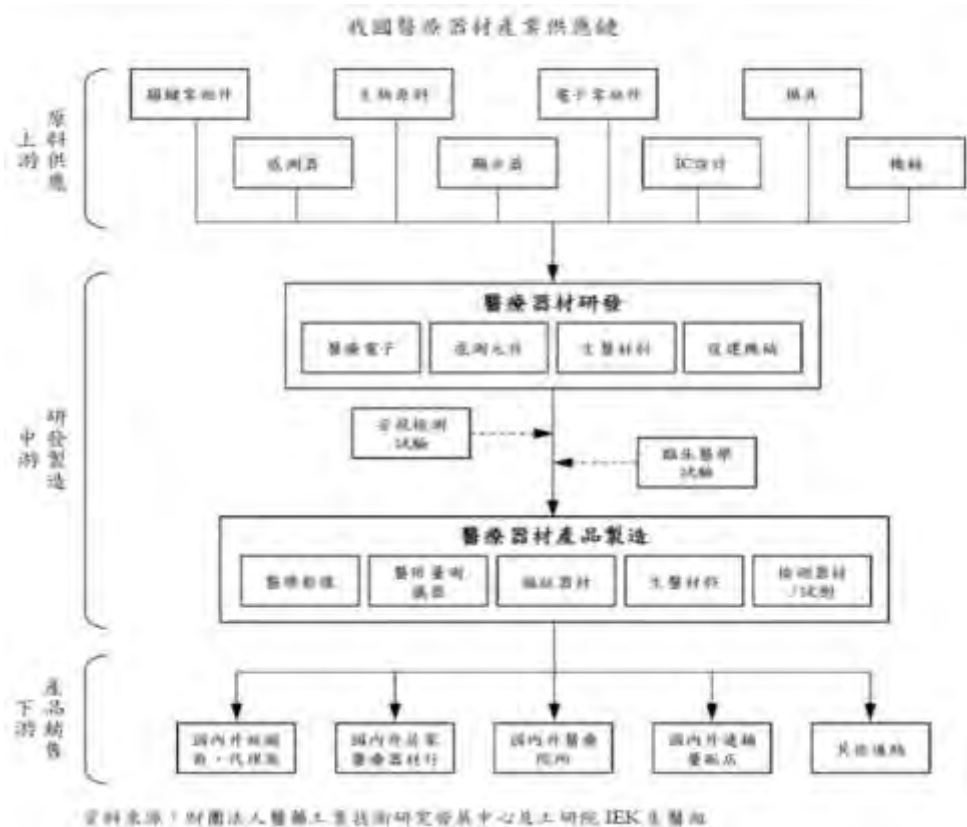 我國醫療器材產業供應鏈
上游
原料供應
關鍵零組件
生物原料
電子零組件
模具
感測器
顯示器
IC設計
機械
中游
研發製造
醫療器材研發
醫療電子
感測元件
生醫材料
復健機械
安規檢測
試驗
臨床醫學
試驗
醫療器材產品製造
醫療影像
醫用量測
儀器
輔助器材
生醫材料
檢測器材
/試劑
下游
產品銷售
國內外經銷
商、代理商
國內外居家
醫療器材行
國內外醫療
院所
國內外連鎖
量販店
其他通路
資料來源：財團法人醫藥工業技術研究發展中心及工研院 IEK 生醫組